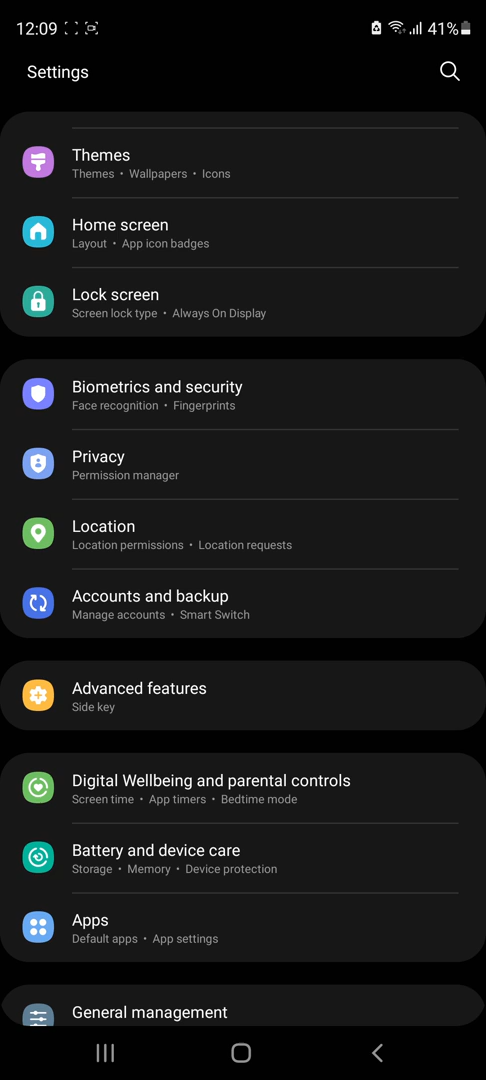 12:09 41%
Settings
Themes
Themes • Wallpapers • Icons
Home screen
Layout • App icon badges
Lock screen
Screen lock type • Always On Display
Biometrics and security
Face recognition • Fingerprints
Privacy
Permission manager
Location
Location permissions • Location requests
Accounts and backup
Manage accounts • Smart Switch
Advanced features
Side key
Digital Wellbeing and parental controls
Screen time • App timers • Bedtime mode
Battery and device care
Storage • Memory • Device protection
Apps
Default apps • App settings
General management